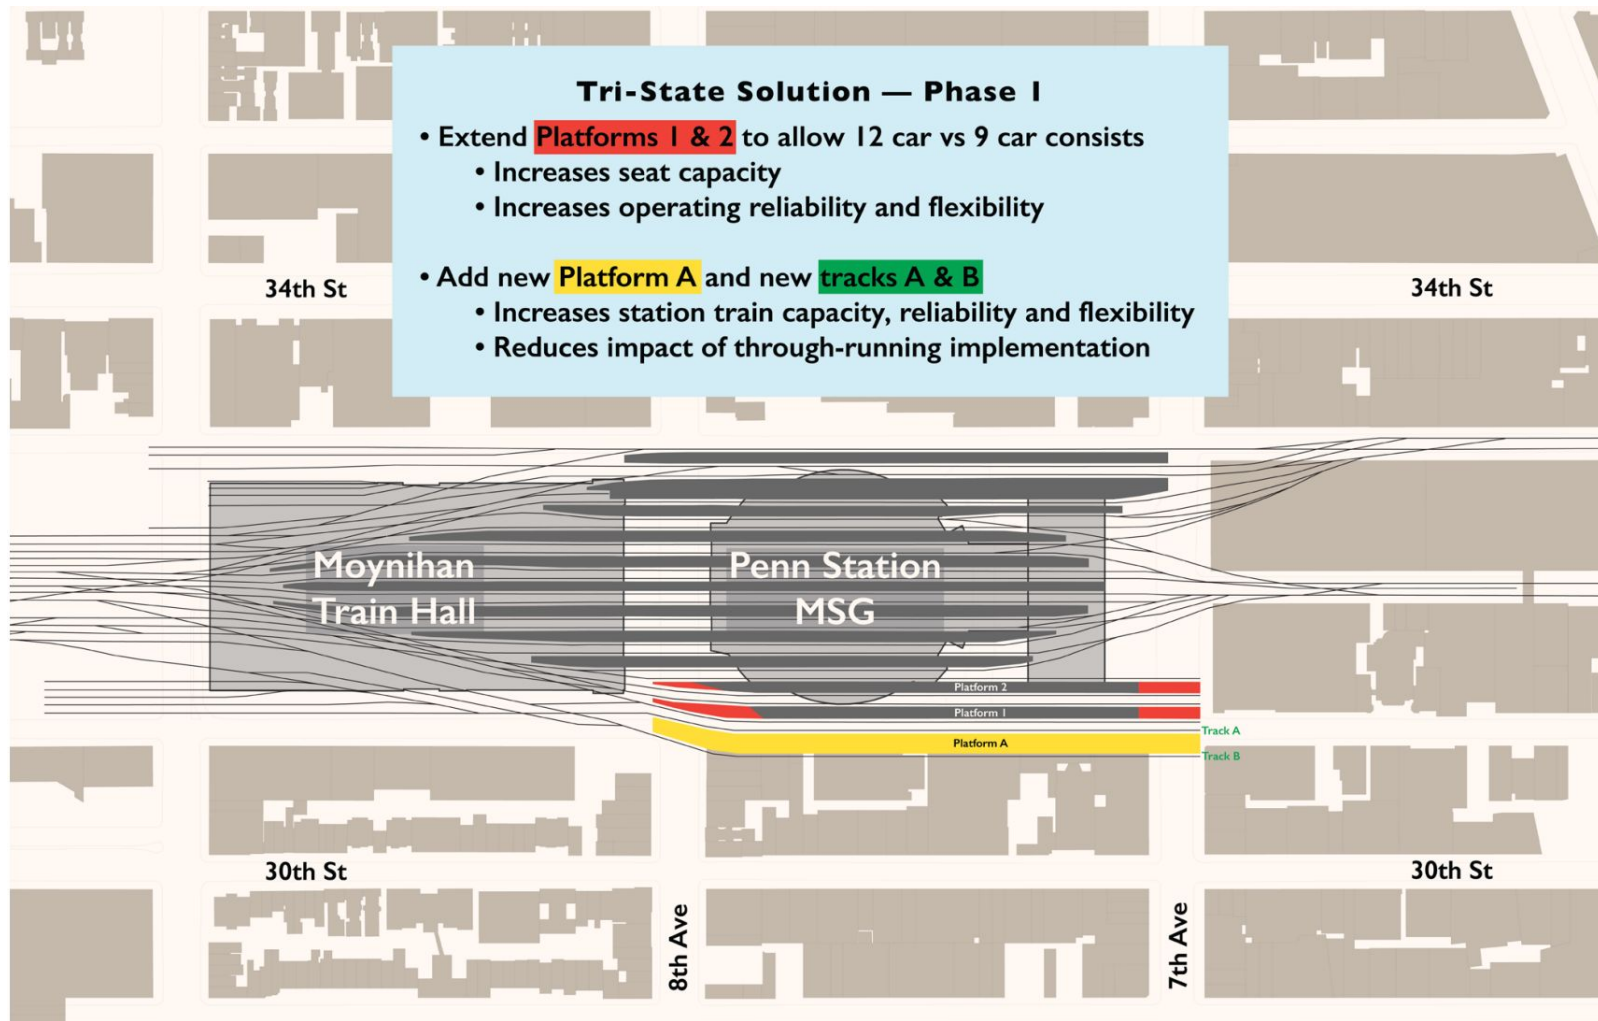 Tri-State Solution — Phase 1
• Extend Platforms 1 & 2 to allow 12 car vs 9 car consists
• Increases seat capacity
• Increases operating reliability and flexibility
• Add new Platform A and new tracks A & B
• Increases station train capacity, reliability and flexibility
• Reduces impact of through-running implementation
34th St
34th St
Moynihan
Train Hall
Penn Station
MSG
Platform 2
Platform 1
Track A
Platform A
Track B
30th St
30th St
8th Ave
7th Ave